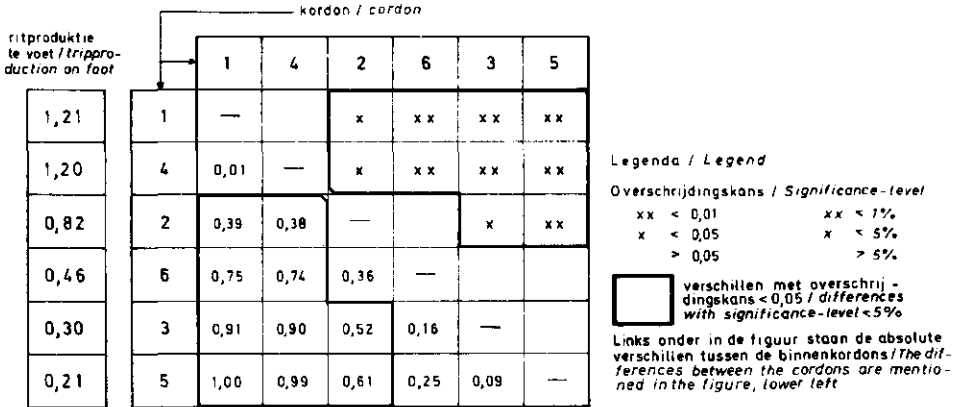 kordon / cordon
ritproduktie
te voet / trippro-
duction on foot
1 4 2 6 3 5
1,21 1 — x xx xx xx
1,20 4 0,01 — x xx xx xx
0,82 2 0,39 0,38 — x xx
0,46 6 0,75 0,74 0,36 —
0,30 3 0,91 0,90 0,52 0,16 —
0,21 5 1,00 0,99 0,61 0,25 0,09 —
Legenda / Legend
Overschrijdingskans / Significance-level
xx < 0,01 xx < 1%
x < 0,05 x < 5%
> 0,05 > 5%
verschillen met overschrij -
dingskans < 0,05 / differences
with significance-level < 5%
Links onder in de figuur staan de absolute
verschillen tussen de binnenkordons / The dif-
ferences between the cordons are mentio-
ned in the figure, lower left